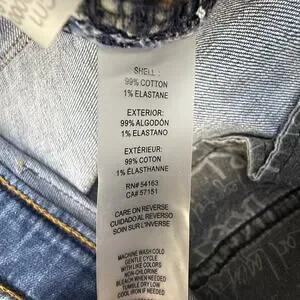 SHELL:
99% COTTON
1% ELASTANE
EXTERIOR:
99% ALGODÓN
1% ELASTANO
EXTÉRIEUR:
99% COTON
1% ÉLASTHANNE
RN# 54163
CA# 57151
CARE ON REVERSE
CUIDADO AL REVERSO
SOIN SUR L'INVERSE
MACHINE WASH COLD
GENTLE CYCLE
WITH LIKE COLORS
NON-CHLORINE
BLEACH WHEN NEEDED
TUMBLE DRY LOW
COOL IRON IF NEEDED